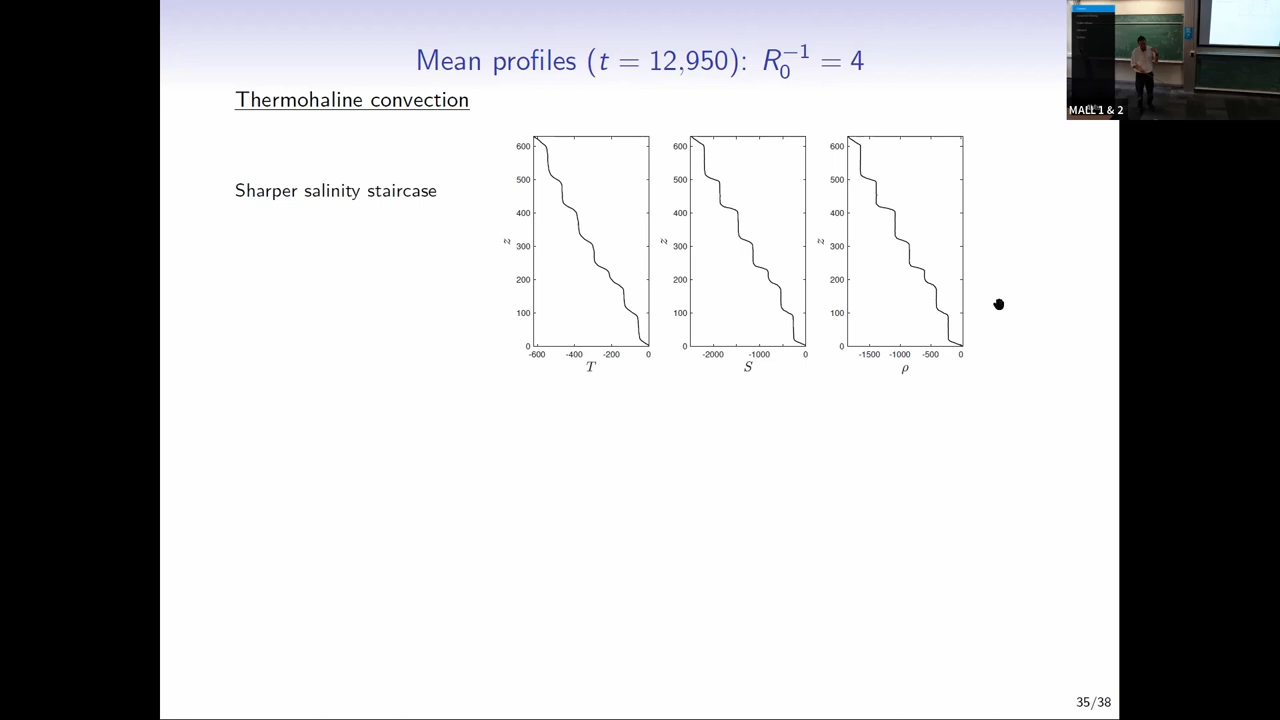 Mean profiles (t = 12,950): R₀⁻¹ = 4
Thermohaline convection
MALL 1 & 2
Sharper salinity staircase
600
500
400
300
200
100
0
z
-600 -400 -200 0
T
600
500
400
300
200
100
0
z
-2000 -1000 0
S
600
500
400
300
200
100
0
z
-1500 -1000 -500 0
ρ
35/38